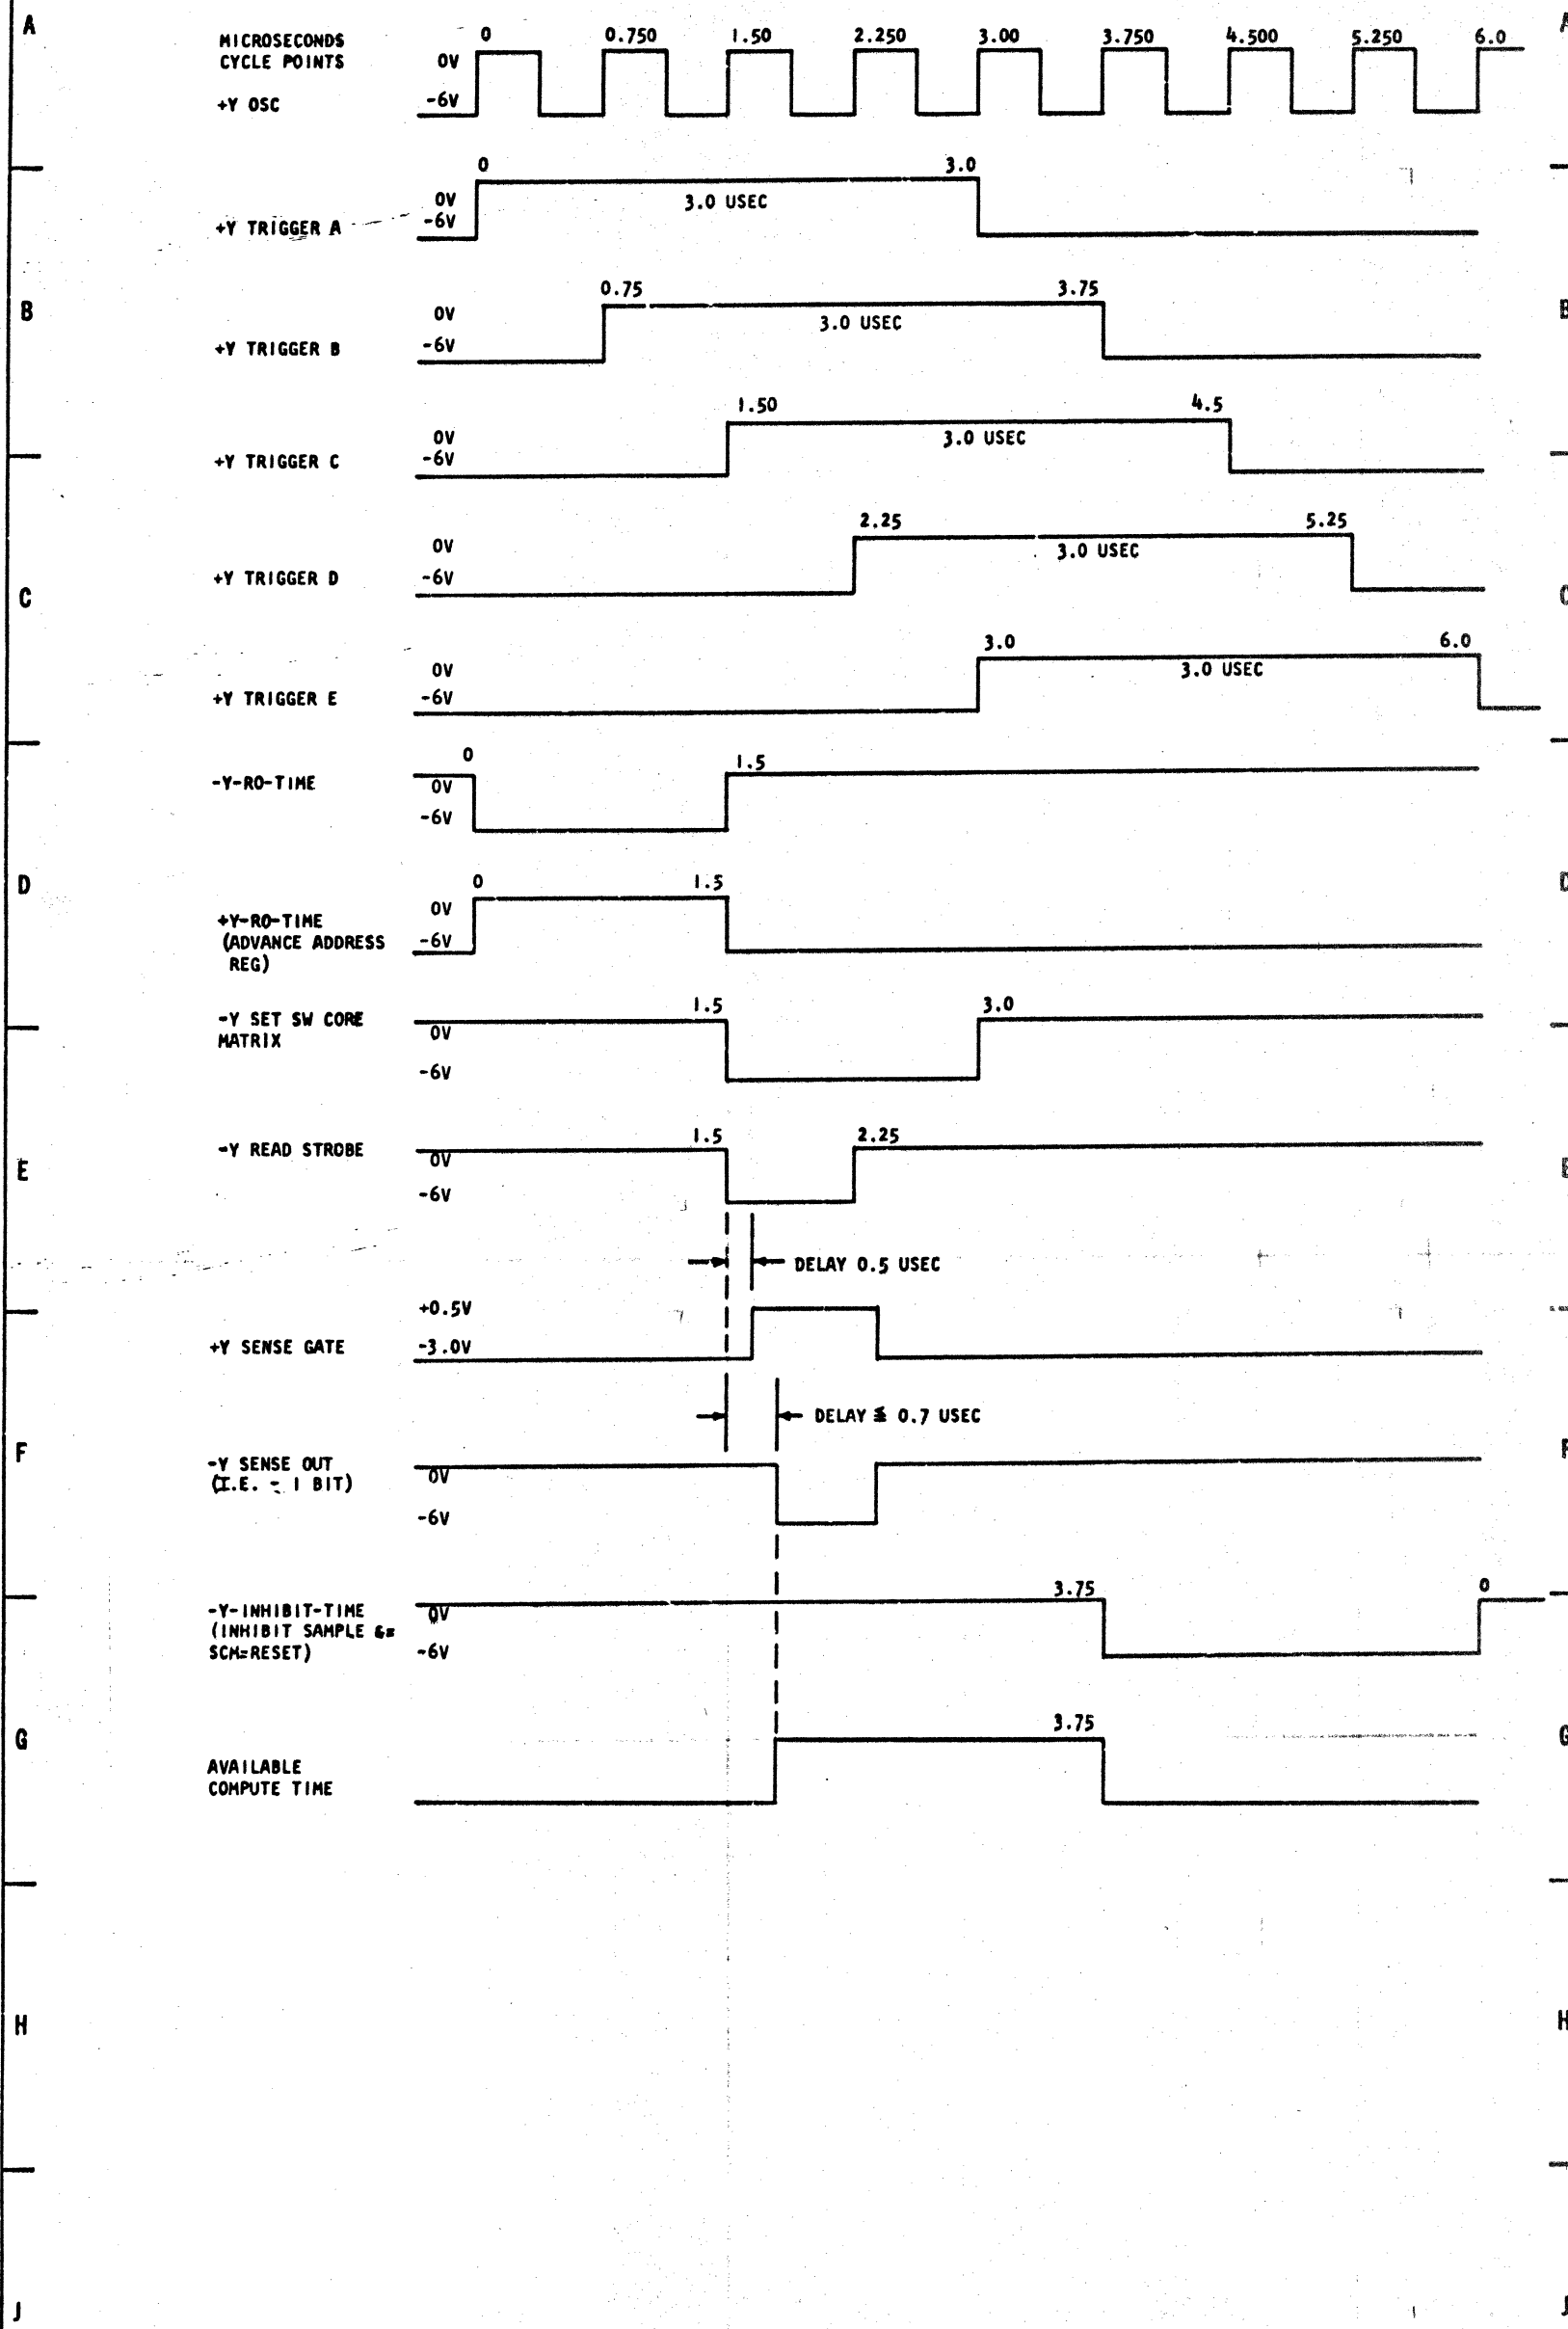 A
A
MICROSECONDS
CYCLE POINTS
0 0.750 1.50 2.250 3.00 3.750 4.500 5.250 6.0
0V
+Y OSC
-6V
0 3.0
0V
3.0 USEC
-6V
+Y TRIGGER A
0.75 3.75
B
B
0V
3.0 USEC
+Y TRIGGER B
-6V
1.50 4.5
0V
3.0 USEC
+Y TRIGGER C
-6V
2.25 5.25
0V
3.0 USEC
+Y TRIGGER D
-6V
C
C
3.0 6.0
0V
3.0 USEC
+Y TRIGGER E
-6V
0 1.5
-Y-RO-TIME
0V
-6V
D
D
0 1.5
0V
+Y-RO-TIME
(ADVANCE ADDRESS
REG)
-6V
1.5 3.0
-Y SET SW CORE
MATRIX
0V
-6V
1.5 2.25
-Y READ STROBE
0V
E
E
-6V
DELAY 0.5 USEC
+0.5V
+Y SENSE GATE
-3.0V
DELAY ≦ 0.7 USEC
F
F
-Y SENSE OUT
(I.E. - 1 BIT)
0V
-6V
3.75 0
-Y-INHIBIT-TIME
(INHIBIT SAMPLE &=
SCM=RESET)
0V
-6V
3.75
G
G
AVAILABLE
COMPUTE TIME
H
H
J
J